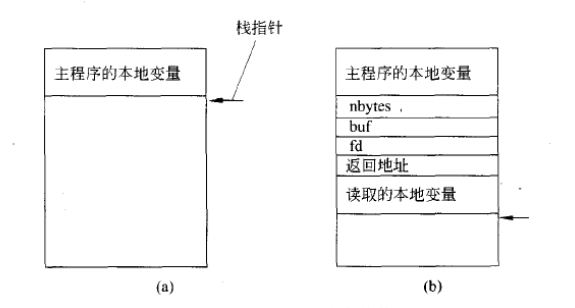 栈指针
主程序的本地变量
(a)
主程序的本地变量
nbytes
buf
fd
返回地址
读取的本地变量
(b)